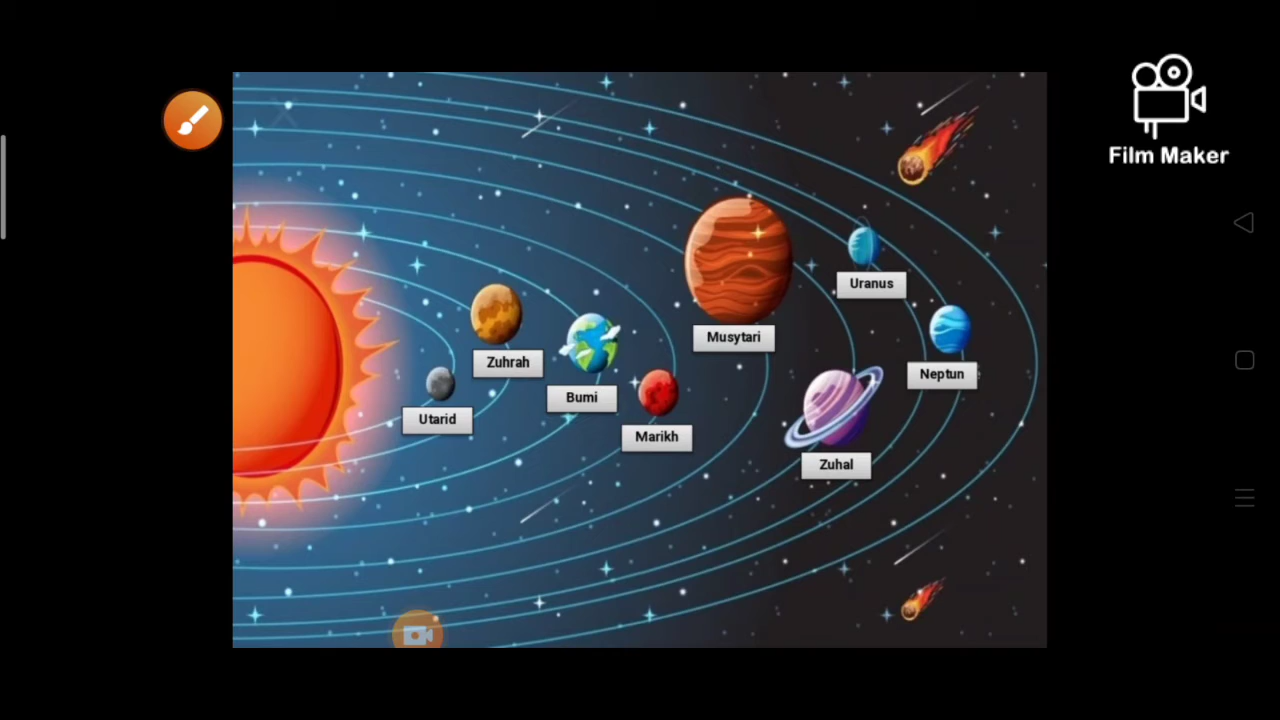 Film Maker
Uranus
Musytari
Zuhrah
Neptun
Bumi
Utarid
Marikh
Zuhal